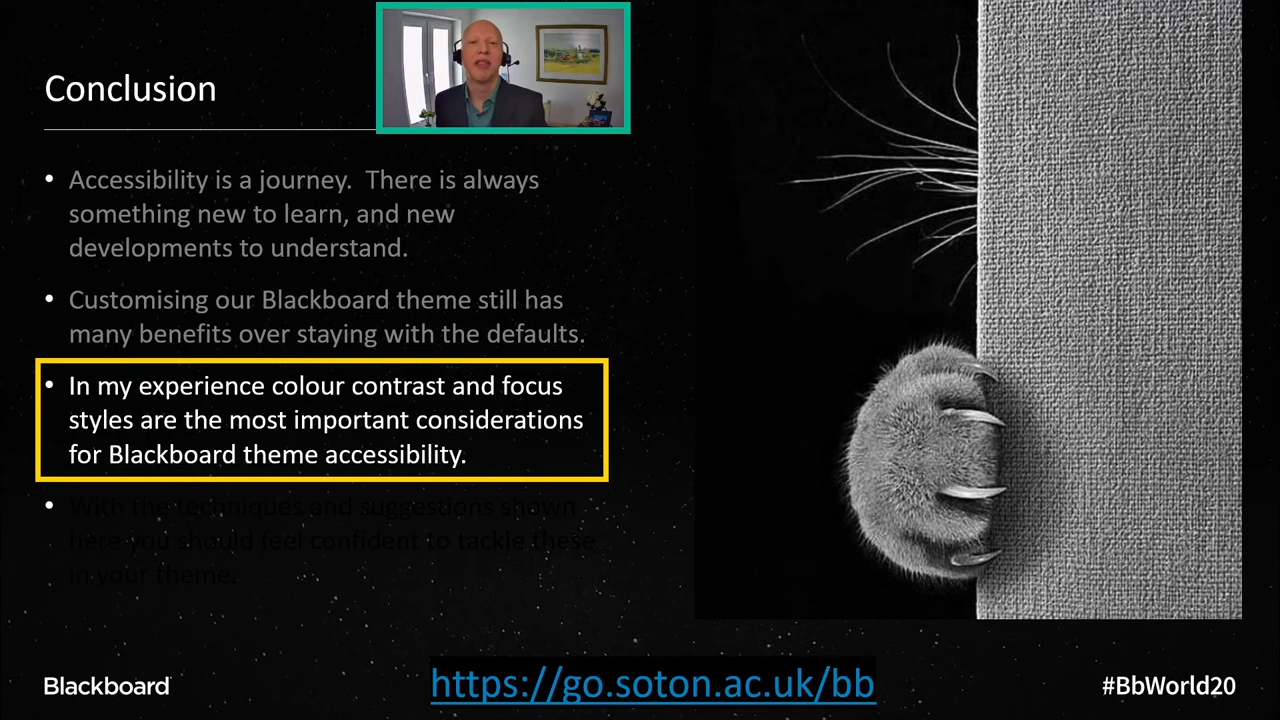 Conclusion
• Accessibility is a journey.  There is always
something new to learn, and new
developments to understand.
• Customising our Blackboard theme still has
many benefits over staying with the defaults.
• In my experience colour contrast and focus
styles are the most important considerations
for Blackboard theme accessibility.
• With the techniques and suggestions shown
here you should feel confident to tackle these
in your theme.
Blackboard
https://go.soton.ac.uk/bb
#BbWorld20